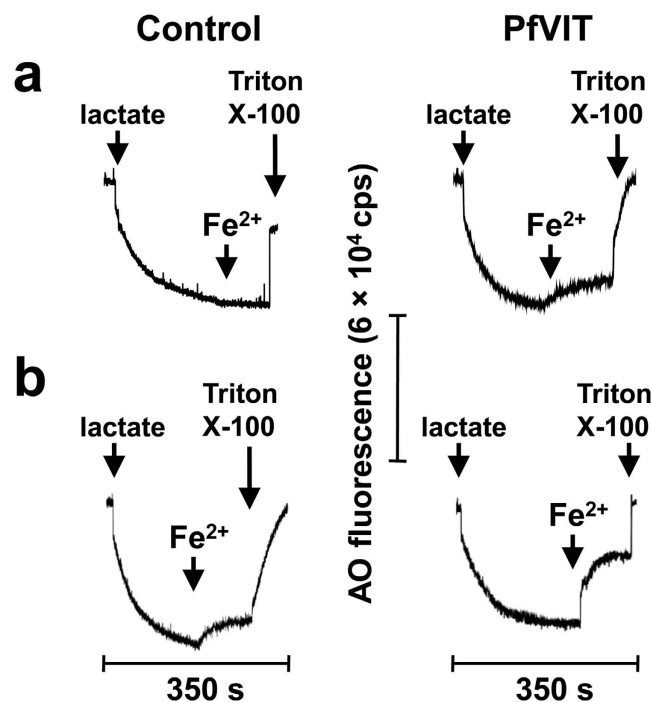 Control
PfVIT
a
lactate
Triton
X-100
Fe²⁺
lactate
Triton
X-100
Fe²⁺
AO fluorescence (6 × 10⁴ cps)
b
lactate
Triton
X-100
Fe²⁺
lactate
Triton
X-100
Fe²⁺
350 s
350 s